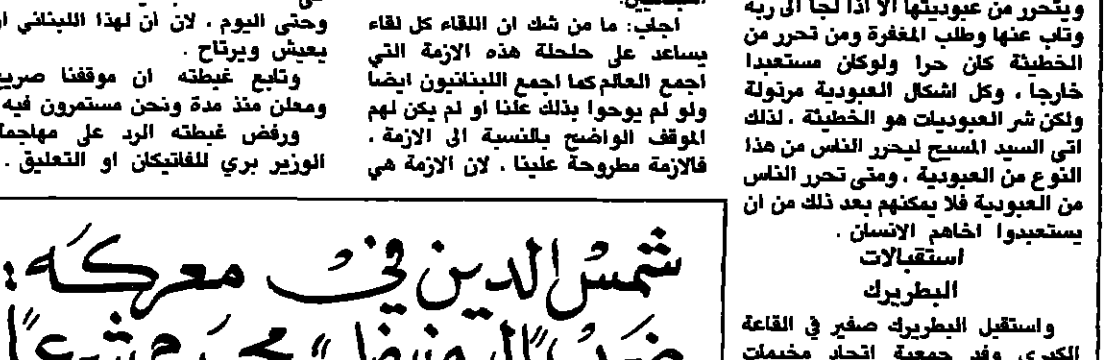 ويتحرر من عبوديتها الا اذا لجا الى ربه
وتاب عنها وطلب المغفرة ومن تحرر من
الخطيئة كان حرا ولوكان مستعبدا
خارجا ، وكل اشكال العبودية مرذولة
ولكن شر العبوديات هو الخطيئة ، لذلك
اتى السيد المسيح ليحرر الناس من هذا
النوع من العبودية ، ومتى تحرر الناس
من العبودية فلا يمكنهم بعد ذلك من ان
يستعبدوا اخاهم الانسان .
استقبالات
البطريرك
واستقبل البطريرك صفير في القاعة
الكبرى وفد جمعية اتحاد مخيمات
اجاب: ما من شك ان اللقاء كل لقاء
يساعد على حلحلة هذه الازمة التي
اجمع العالم كما اجمع اللبنانيون ايضا
ولو لم يوحوا بذلك علنا او لم يكن لهم
الموقف الواضح بالنسبة الى الازمة ،
فالازمة مطروحة علينا ، لان الازمة هي
وحتى اليوم ، لان لهذا اللبناني ا
يعيش ويرتاح .
وتابع غبطته ان موقفنا صريح
ومعلن منذ مدة ونحن مستمرون فيه
ورفض غبطته الرد على مهاجمة
الوزير بري للفاتيكان او التعليق .
شمس الدين في معركه: